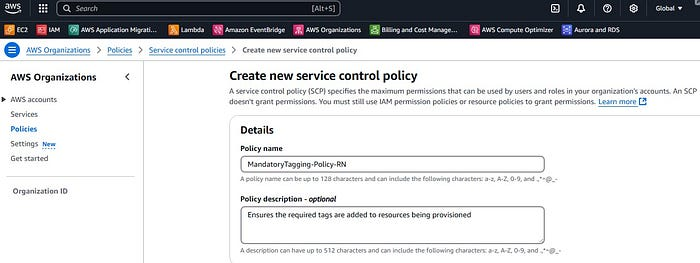 aws
Search [Alt+S] Global
EC2 IAM AWS Application Migrati... Lambda Amazon EventBridge AWS Organizations Billing and Cost Manage... AWS Compute Optimizer Aurora and RDS
AWS Organizations > Policies > Service control policies > Create new service control policy
AWS Organizations
AWS accounts
Services
Policies
Settings New
Get started
Organization ID
Create new service control policy
A service control policy (SCP) specifies the maximum permissions that can be used by users and roles in your organization's accounts. An SCP
doesn't grant permissions. You must still use IAM permission policies or resource policies to grant permissions. Learn more
Details
Policy name
MandatoryTagging-Policy-RN
A policy name can be up to 128 characters and can include the following characters: a-z, A-Z, 0-9, and .,*=@_-
Policy description - optional
Ensures the required tags are added to resources being provisioned
A description can have up to 512 characters and can include the following characters: a-z, A-Z, 0-9, and .,*=@_-